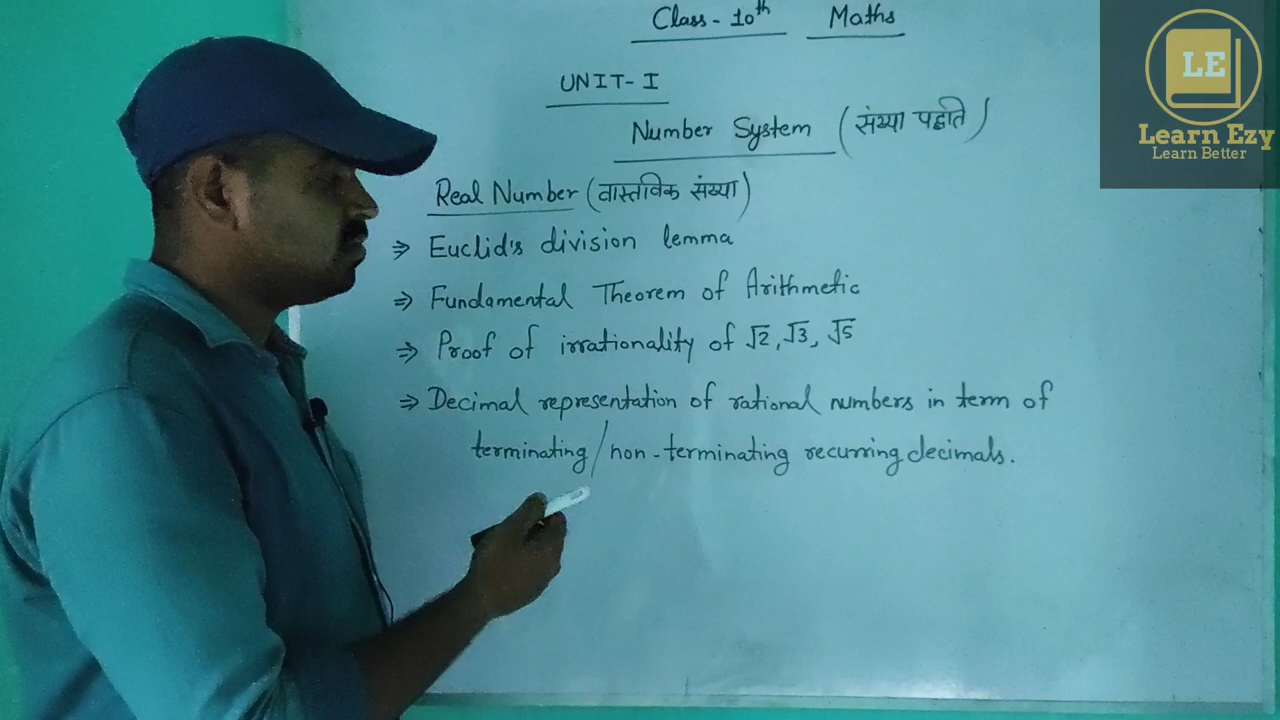 Class - 10th Maths
UNIT - I
Number System (संख्या पद्धति)
Real Number (वास्तविक संख्या)
⇒ Euclid's division lemma
⇒ Fundamental Theorem of Arithmetic
⇒ Proof of irrationality of √2, √3, √5
⇒ Decimal representation of rational numbers in term of
terminating/non-terminating recurring decimals.
LE
Learn Ezy
Learn Better